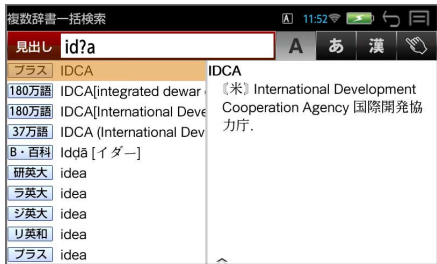 複数辞書一括検索
A 11:52
見出し id?a
A あ 漢
プラス IDCA
180万語 IDCA[integrated dewar
180万語 IDCA[International Deve
37万語 IDCA (International Dev
B・百科 Iḍḍā [イダー]
研英大 idea
ラ英大 idea
ジ英大 idea
リ英和 idea
プラス idea
IDCA
〘米〙 International Development
Cooperation Agency 国際開発協
力庁.